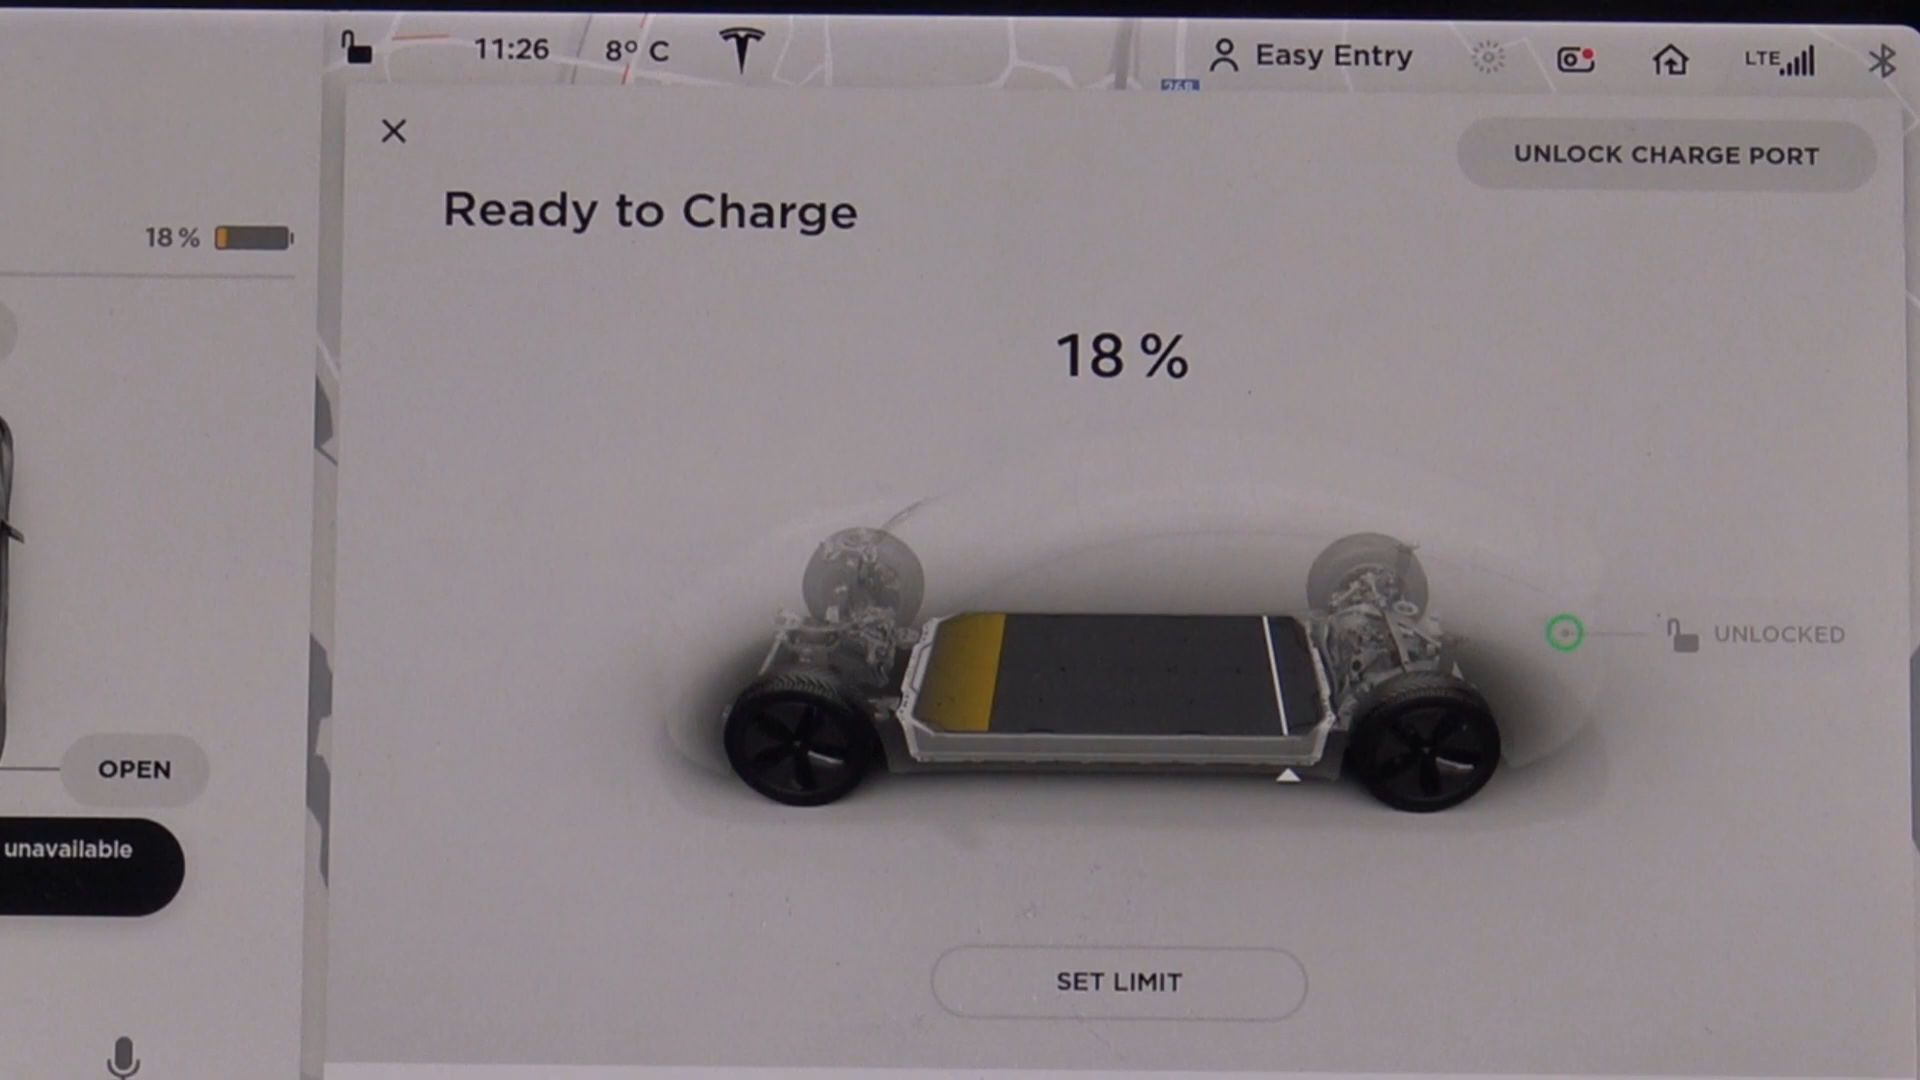 11:26
8° C
Easy Entry
LTE
268
UNLOCK CHARGE PORT
Ready to Charge
18 %
18 %
UNLOCKED
OPEN
unavailable
SET LIMIT